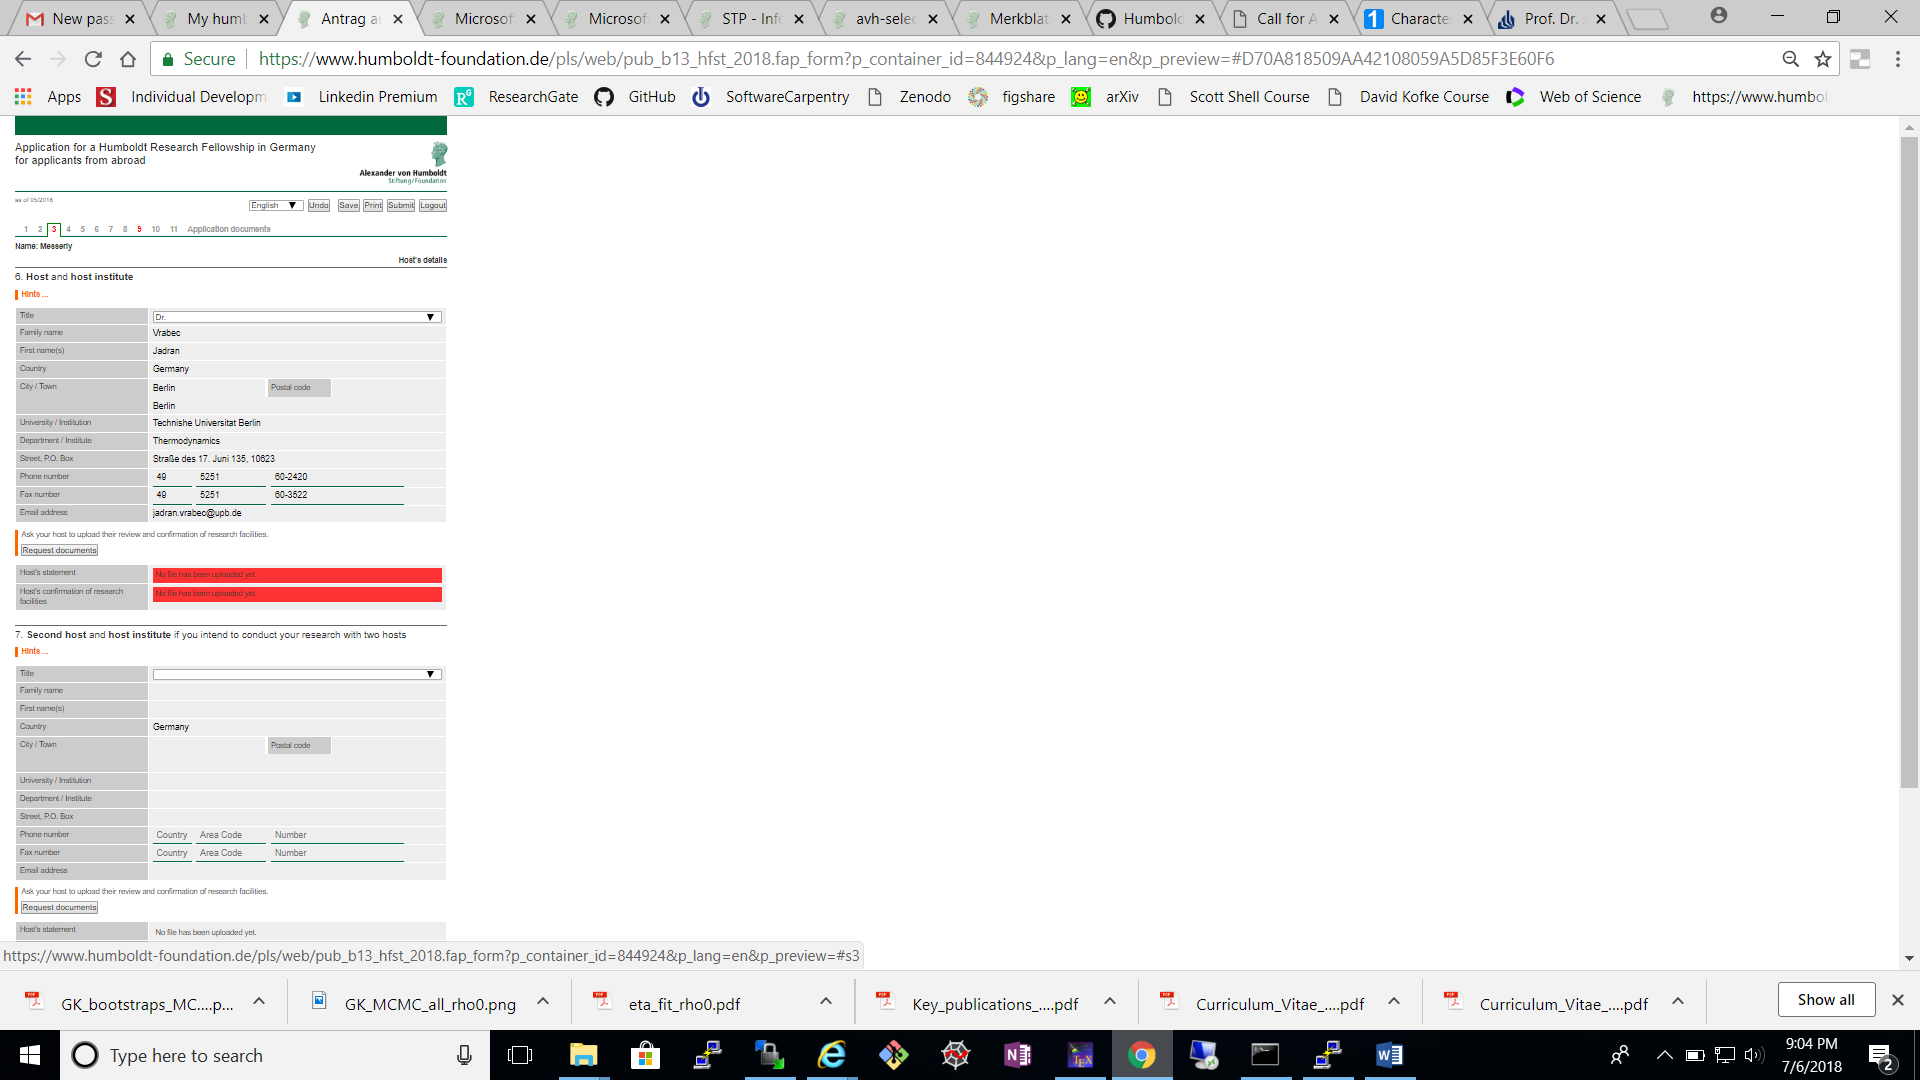 New pass
My humb
Antrag au
Microsoft
Microsoft
STP - Info
avh-selec
Merkblat
Humbold
Call for A
Character
Prof. Dr.
Secure
https://www.humboldt-foundation.de/pls/web/pub_b13_hfst_2018.fap_form?p_container_id=844924&p_lang=en&p_preview=#D70A818509AA42108059A5D85F3E60F6
Apps
Individual Developm
Linkedin Premium
ResearchGate
GitHub
SoftwareCarpentry
Zenodo
figshare
arXiv
Scott Shell Course
David Kofke Course
Web of Science
https://www.humbol
Application for a Humboldt Research Fellowship in Germany
for applicants from abroad
Alexander von Humboldt
Stiftung/Foundation
as of 05/2018
English
Undo
Save
Print
Submit
Logout
1 2 3 4 5 6 7 8 9 10 11 Application documents
Name: Messerly
Host's details
6. Host and host institute
Hints ...
Title Dr.
Family name Vrabec
First name(s) Jadran
Country Germany
City / Town Berlin Postal code
Berlin
University / Institution Technishe Universitat Berlin
Department / Institute Thermodynamics
Street, P.O. Box Straße des 17. Juni 135, 10623
Phone number 49 5251 60-2420
Fax number 49 5251 60-3522
Email address jadran.vrabec@upb.de
Ask your host to upload their review and confirmation of research facilities.
Request documents
Host's statement No file has been uploaded yet.
Host's confirmation of research No file has been uploaded yet.
facilities
7. Second host and host institute if you intend to conduct your research with two hosts
Hints ...
Title
Family name
First name(s)
Country Germany
City / Town Postal code
University / Institution
Department / Institute
Street, P.O. Box
Phone number Country Area Code Number
Fax number Country Area Code Number
Email address
Ask your host to upload their review and confirmation of research facilities.
Request documents
Host's statement No file has been uploaded yet.
https://www.humboldt-foundation.de/pls/web/pub_b13_hfst_2018.fap_form?p_container_id=844924&p_lang=en&p_preview=#s3
GK_bootstraps_MC....p...
GK_MCMC_all_rho0.png
eta_fit_rho0.pdf
Key_publications_....pdf
Curriculum_Vitae_....pdf
Curriculum_Vitae_....pdf
Show all
Type here to search
9:04 PM
7/6/2018
2